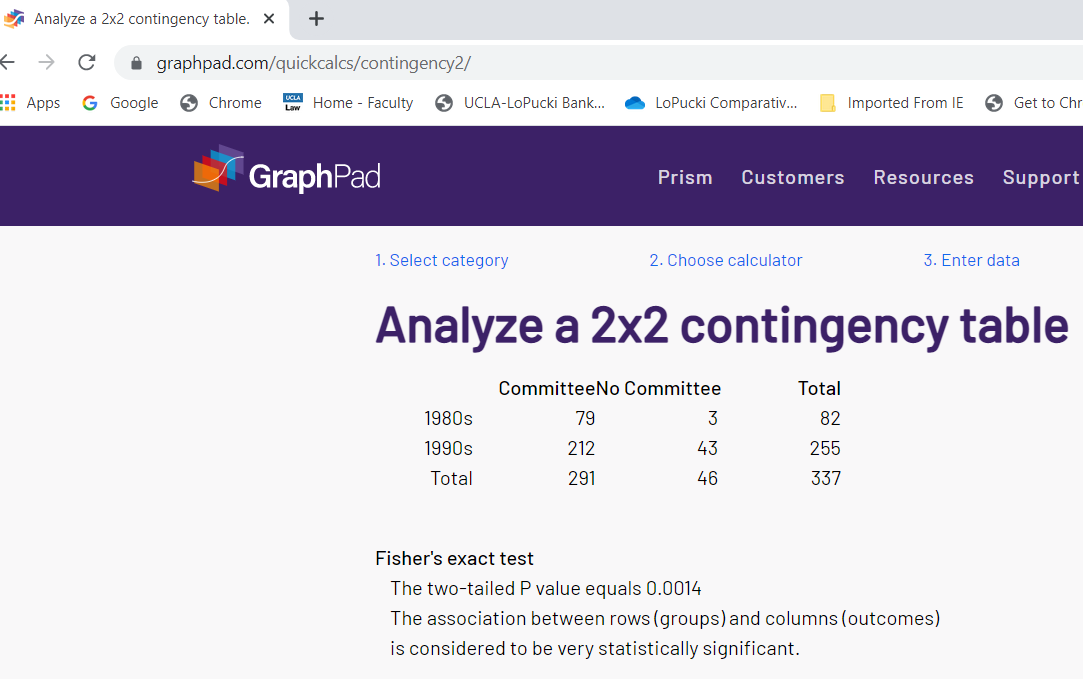 Analyze a 2x2 contingency table.
graphpad.com/quickcalcs/contingency2/
Apps Google Chrome UCLA Law Home - Faculty UCLA-LoPucki Bank... LoPucki Comparativ... Imported From IE Get to Chr
GraphPad Prism Customers Resources Support
1. Select category 2. Choose calculator 3. Enter data
Analyze a 2x2 contingency table
CommitteeNo Committee Total
1980s 79 3 82
1990s 212 43 255
Total 291 46 337
Fisher's exact test
The two-tailed P value equals 0.0014
The association between rows (groups) and columns (outcomes)
is considered to be very statistically significant.